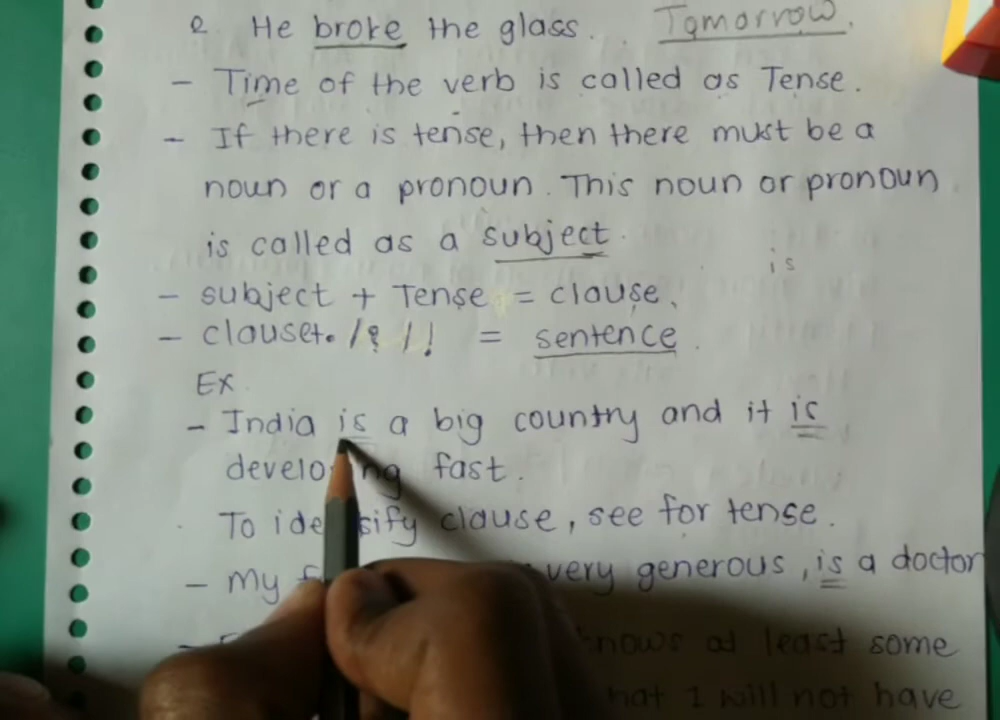 2 He broke the glass. Tomorrow.
- Time of the verb is called as Tense.
- If there is tense, then there must be a
noun or a pronoun. This noun or pronoun
is called as a subject.
is
- subject + Tense = clause.
- clause+. /? /! = sentence.
Ex.
- India is a big country and it is
fast.
To clause, see for tense.
- My very generous, is a doctor
knows at least some
I will not have